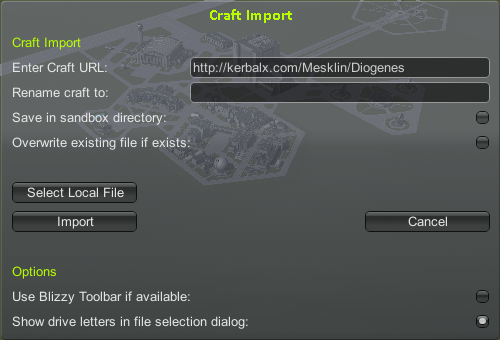 Craft Import
Craft Import
Enter Craft URL: http://kerbalx.com/Mesklin/Diogenes
Rename craft to:
Save in sandbox directory:
Overwrite existing file if exists:
Select Local File
Import Cancel
Options
Use Blizzy Toolbar if available:
Show drive letters in file selection dialog: